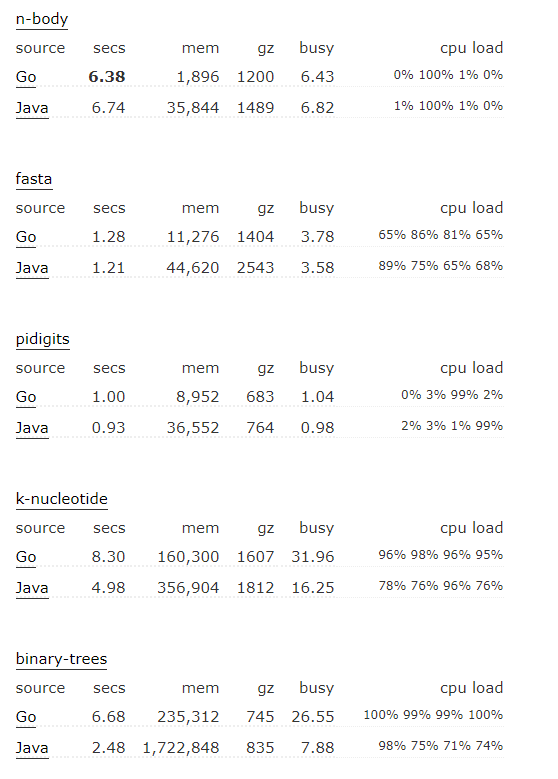 n-body
source secs mem gz busy cpu load
Go 6.38 1,896 1200 6.43 0% 100% 1% 0%
Java 6.74 35,844 1489 6.82 1% 100% 1% 0%
fasta
source secs mem gz busy cpu load
Go 1.28 11,276 1404 3.78 65% 86% 81% 65%
Java 1.21 44,620 2543 3.58 89% 75% 65% 68%
pidigits
source secs mem gz busy cpu load
Go 1.00 8,952 683 1.04 0% 3% 99% 2%
Java 0.93 36,552 764 0.98 2% 3% 1% 99%
k-nucleotide
source secs mem gz busy cpu load
Go 8.30 160,300 1607 31.96 96% 98% 96% 95%
Java 4.98 356,904 1812 16.25 78% 76% 96% 76%
binary-trees
source secs mem gz busy cpu load
Go 6.68 235,312 745 26.55 100% 99% 99% 100%
Java 2.48 1,722,848 835 7.88 98% 75% 71% 74%